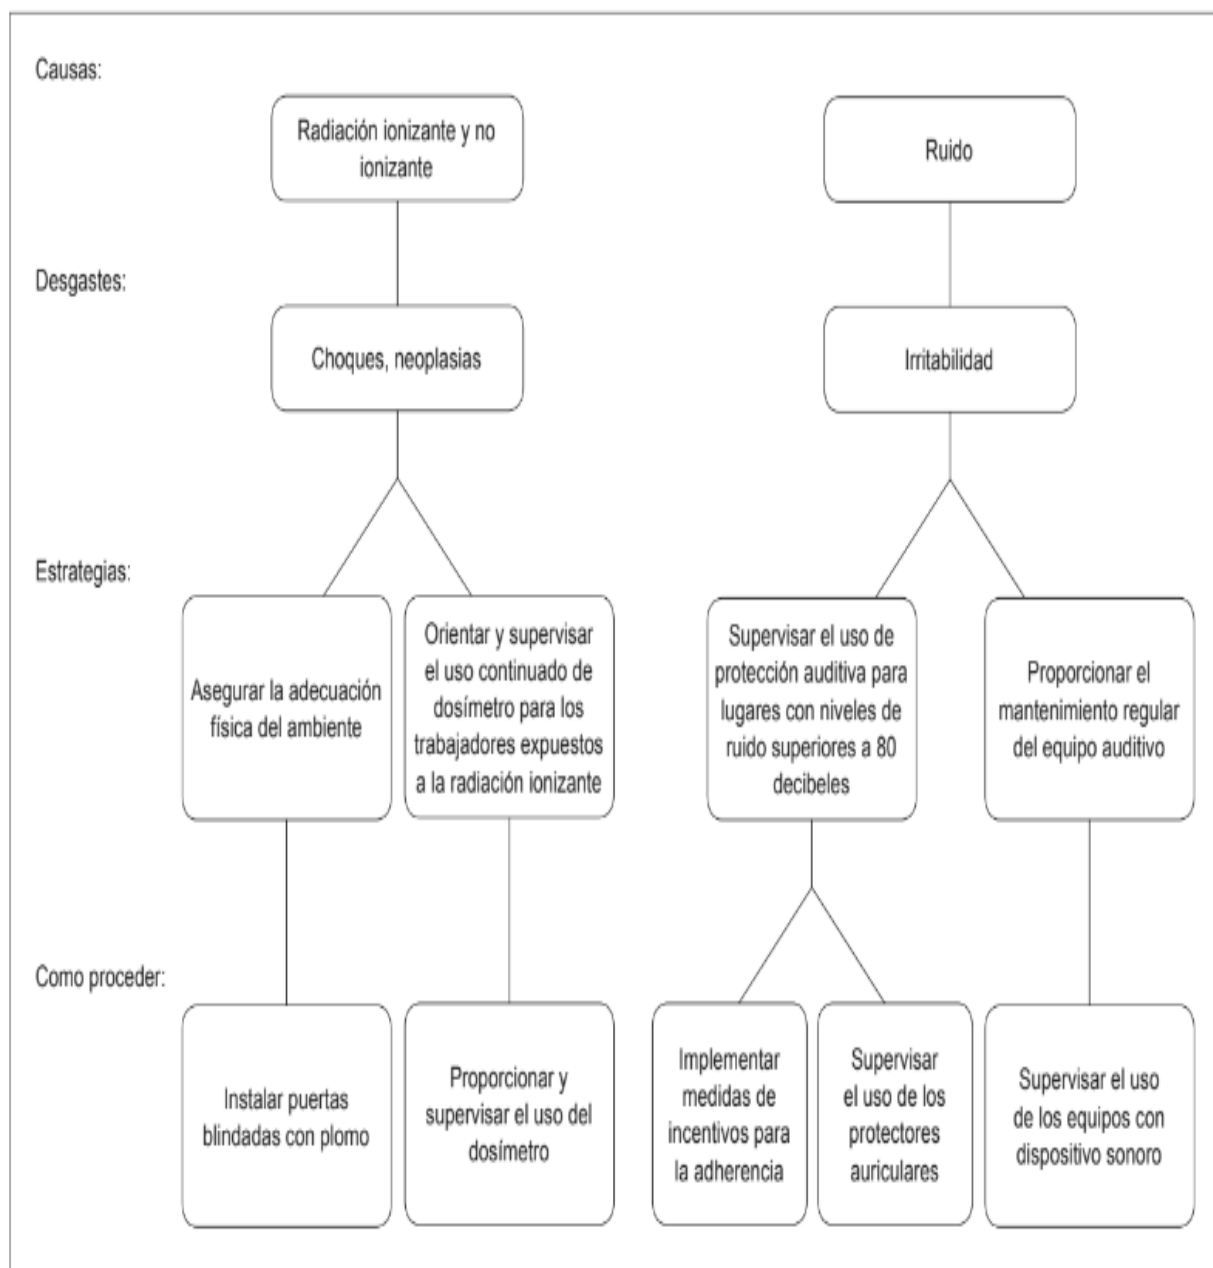 Causas:
Radiación ionizante y no
ionizante
Ruido
Desgastes:
Choques, neoplasias
Irritabilidad
Estrategias:
Asegurar la adecuación
física del ambiente
Orientar y supervisar
el uso continuado de
dosímetro para los
trabajadores expuestos
a la radiación ionizante
Supervisar el uso de
protección auditiva para
lugares con niveles de
ruido superiores a 80
decibeles
Proporcionar el
mantenimiento regular
del equipo auditivo
Como proceder:
Instalar puertas
blindadas con plomo
Proporcionar y
supervisar el uso del
dosímetro
Implementar
medidas de
incentivos para
la adherencia
Supervisar
el uso de los
protectores
auriculares
Supervisar el uso
de los equipos con
dispositivo sonoro